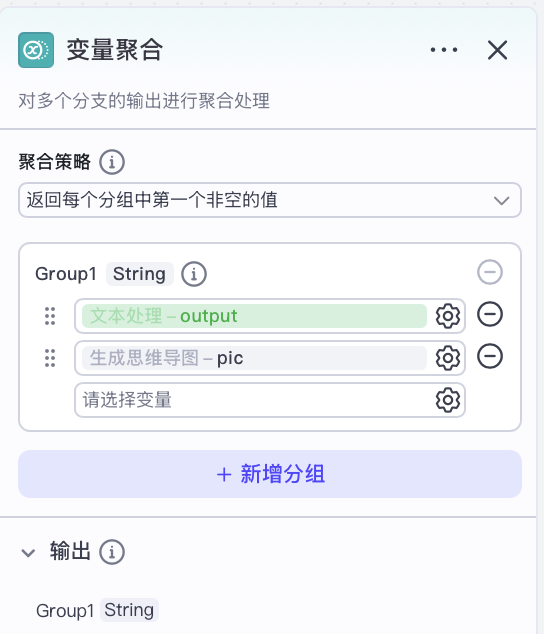 变量聚合
对多个分支的输出进行聚合处理
聚合策略
返回每个分组中第一个非空的值
Group1 String
文本处理 – output
生成思维导图 – pic
请选择变量
+ 新增分组
输出
Group1 String